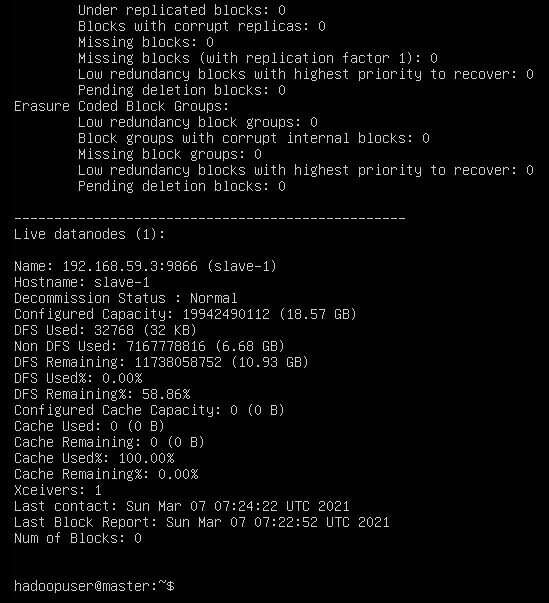 Under replicated blocks: 0
Blocks with corrupt replicas: 0
Missing blocks: 0
Missing blocks (with replication factor 1): 0
Low redundancy blocks with highest priority to recover: 0
Pending deletion blocks: 0
Erasure Coded Block Groups:
Low redundancy block groups: 0
Block groups with corrupt internal blocks: 0
Missing block groups: 0
Low redundancy blocks with highest priority to recover: 0
Pending deletion blocks: 0
-------------------------------------------------
Live datanodes (1):
Name: 192.168.59.3:9866 (slave-1)
Hostname: slave-1
Decommission Status : Normal
Configured Capacity: 19942490112 (18.57 GB)
DFS Used: 32768 (32 KB)
Non DFS Used: 7167778816 (6.68 GB)
DFS Remaining: 11738058752 (10.93 GB)
DFS Used%: 0.00%
DFS Remaining%: 58.86%
Configured Cache Capacity: 0 (0 B)
Cache Used: 0 (0 B)
Cache Remaining: 0 (0 B)
Cache Used%: 100.00%
Cache Remaining%: 0.00%
Xceivers: 1
Last contact: Sun Mar 07 07:24:22 UTC 2021
Last Block Report: Sun Mar 07 07:22:52 UTC 2021
Num of Blocks: 0
hadoopuser@master:~$